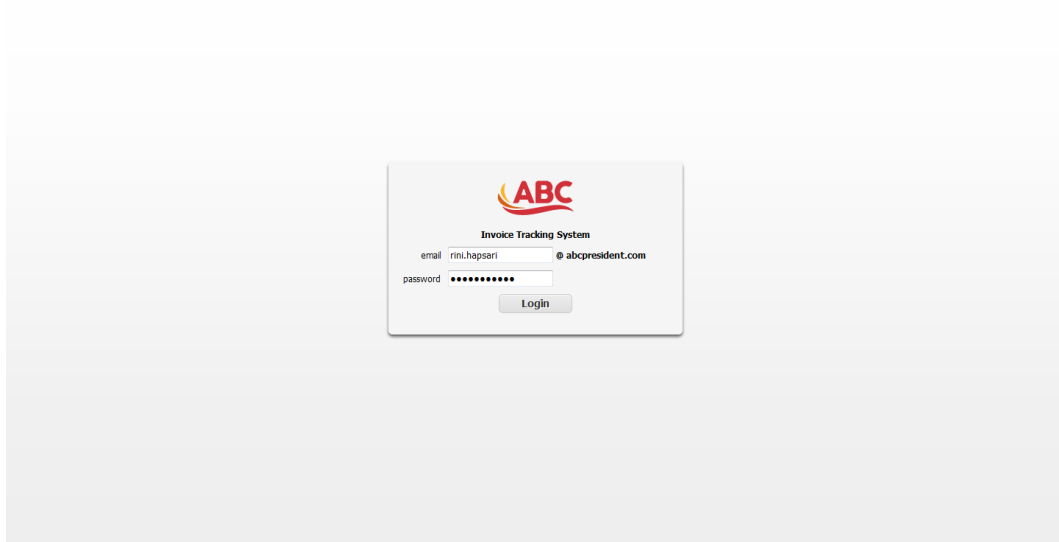 ABC
Invoice Tracking System
email rini.hapsari @ abcpresident.com
password •••••••••••
Login